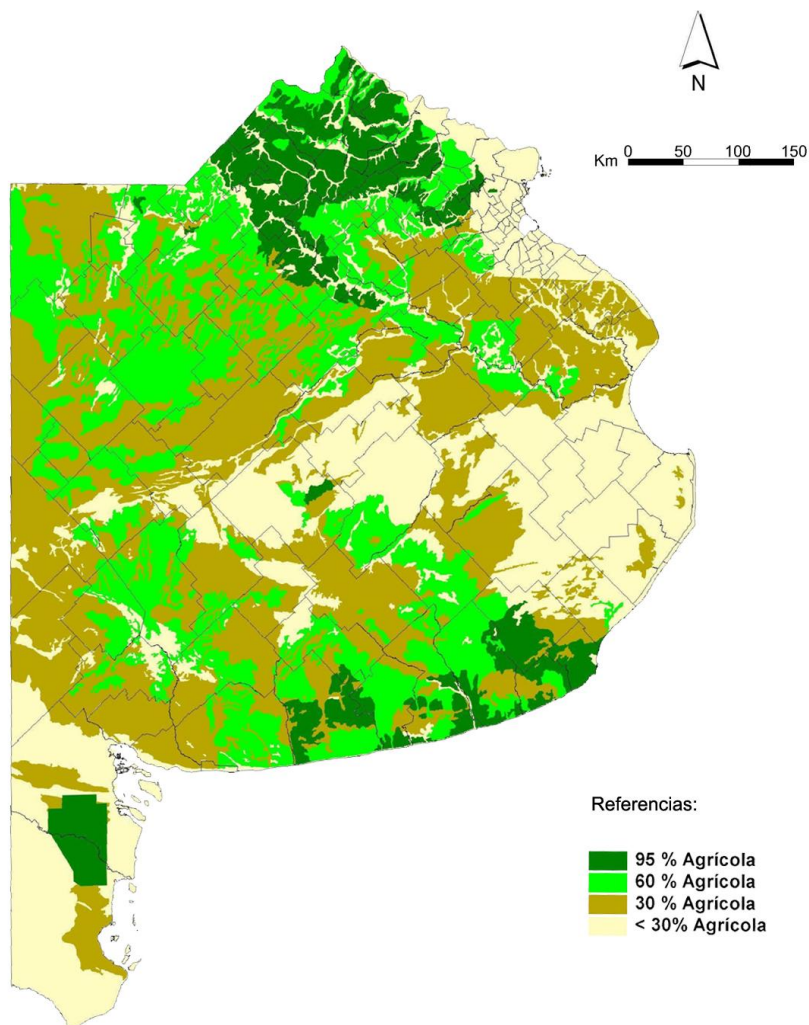 N
Km 0 50 100 150
Referencias:
95 % Agrícola
60 % Agrícola
30 % Agrícola
< 30% Agrícola